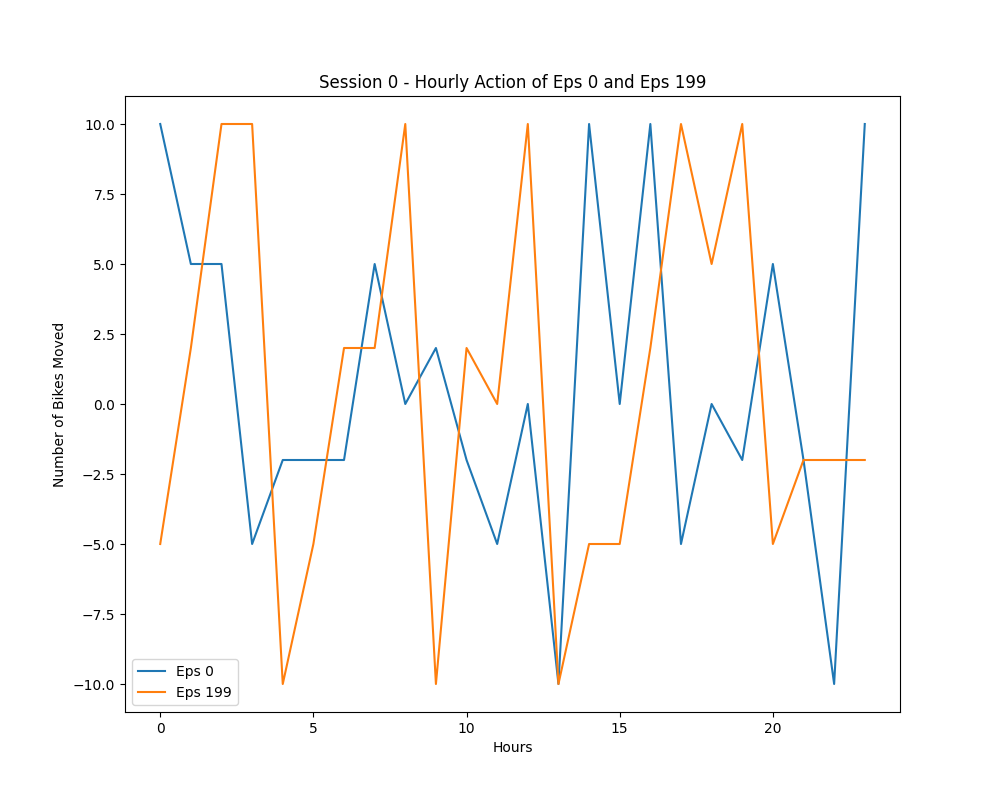 Session 0 - Hourly Action of Eps 0 and Eps 199
10.0
7.5
5.0
2.5
0.0
−2.5
−5.0
−7.5
−10.0
Number of Bikes Moved
Eps 0
Eps 199
0 5 10 15 20
Hours